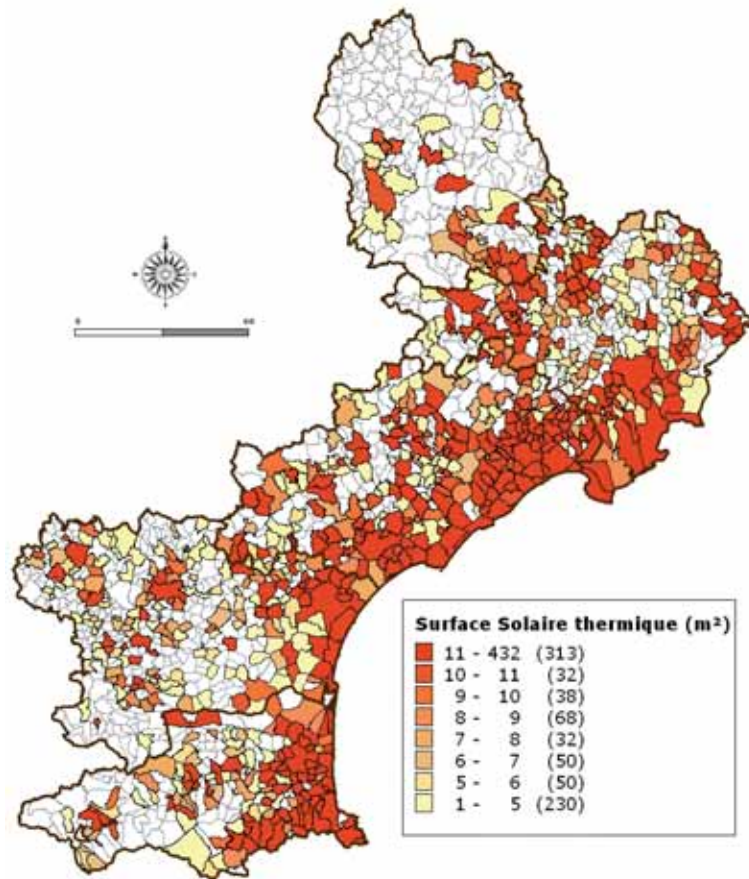 Surface Solaire thermique (m²)
11 - 432 (313)
10 - 11 (32)
9 - 10 (38)
8 - 9 (68)
7 - 8 (32)
6 - 7 (50)
5 - 6 (50)
1 - 5 (230)